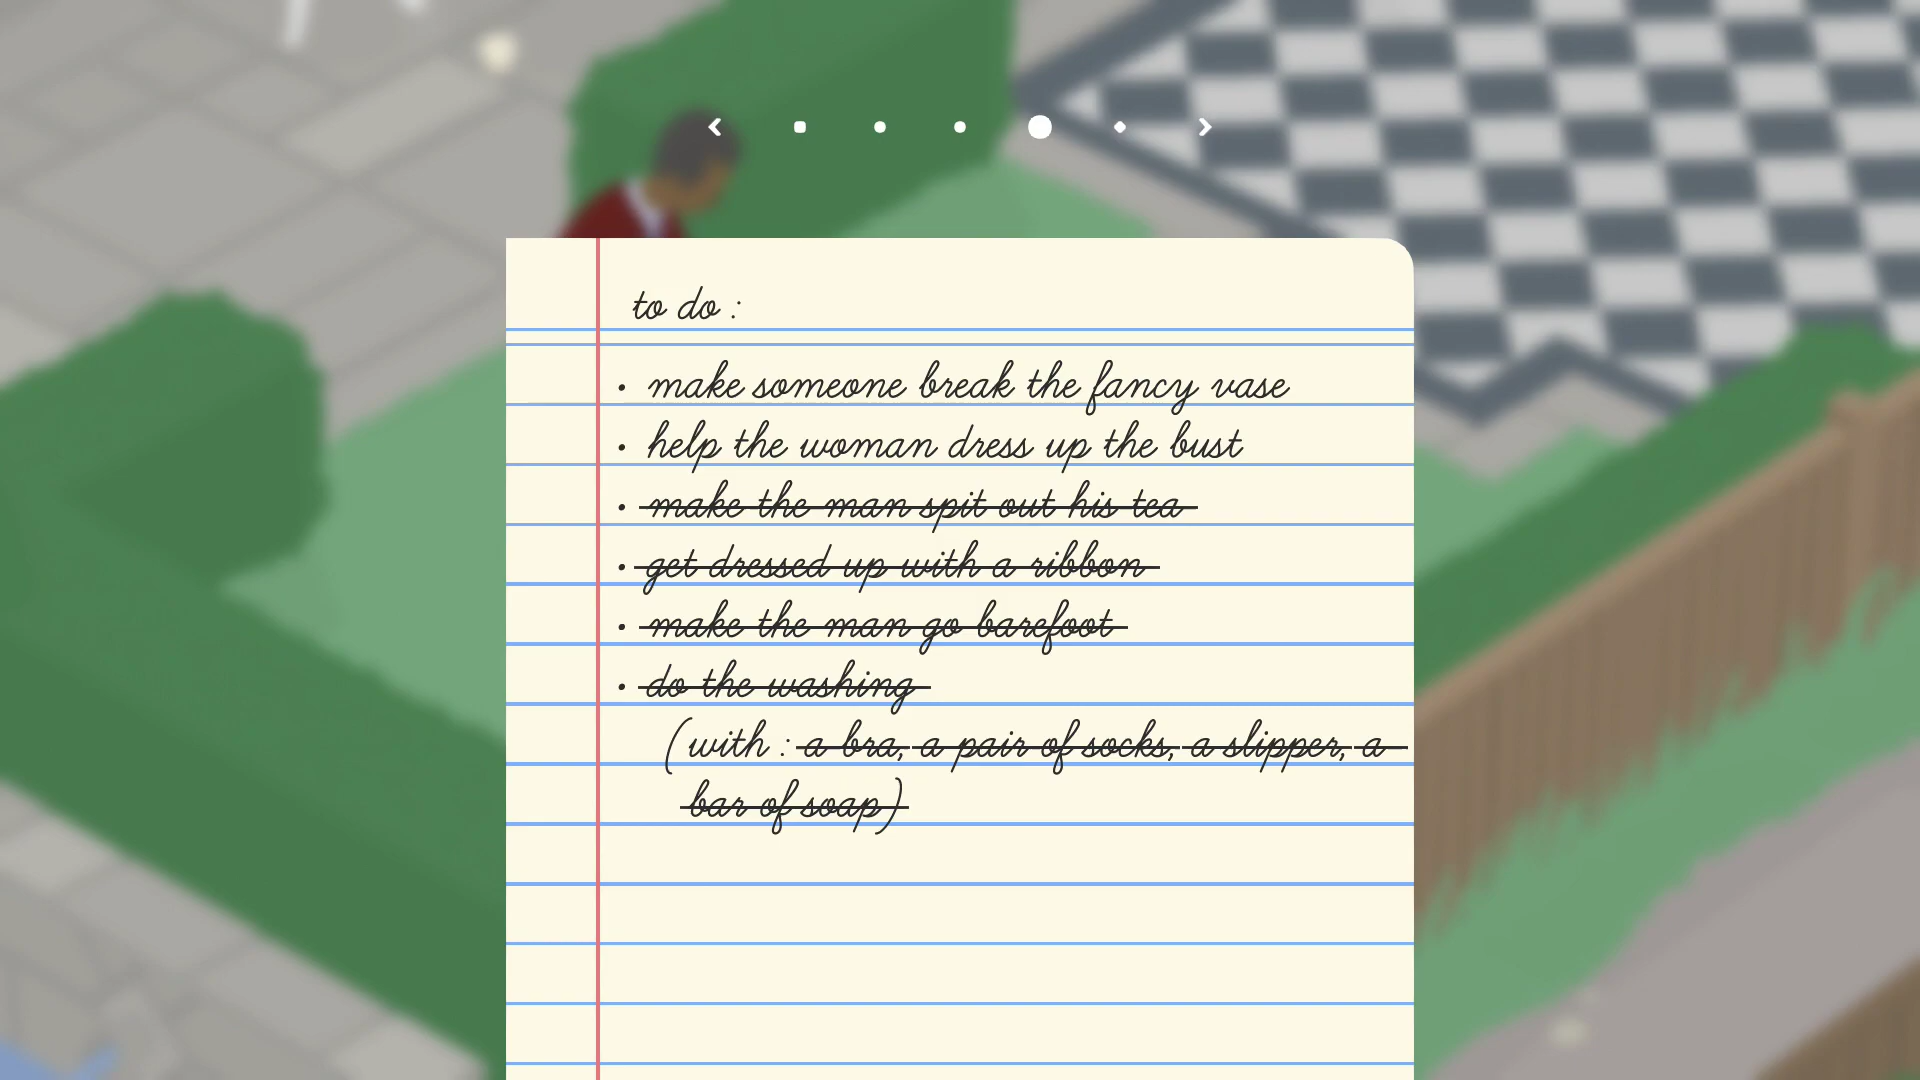 to do :
• make someone break the fancy vase
• help the woman dress up the bust
• make the man spit out his tea
• get dressed up with a ribbon
• make the man go barefoot
• do the washing
(with : a bra, a pair of socks, a slipper, a
bar of soap)